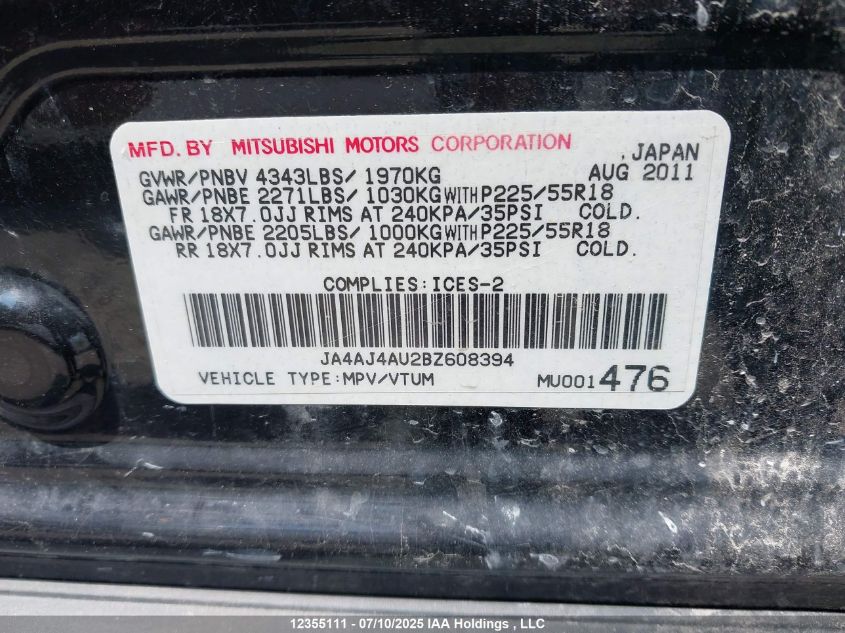 MFD. BY MITSUBISHI MOTORS CORPORATION , JAPAN
GVWR/PNBV 4343LBS/ 1970KG AUG 2011
GAWR/PNBE 2271LBS/ 1030KG WITH P225/55R18
FR 18X7.0JJ RIMS AT 240KPA/35PSI COLD.
GAWR/PNBE 2205LBS/ 1000KG WITH P225/55R18
RR 18X7.0JJ RIMS AT 240KPA/35PSI COLD.
COMPLIES:ICES-2
JA4AJ4AU2BZ608394
VEHICLE TYPE:MPV/VTUM MU001476
12355111 - 07/10/2025 IAA Holdings , LLC